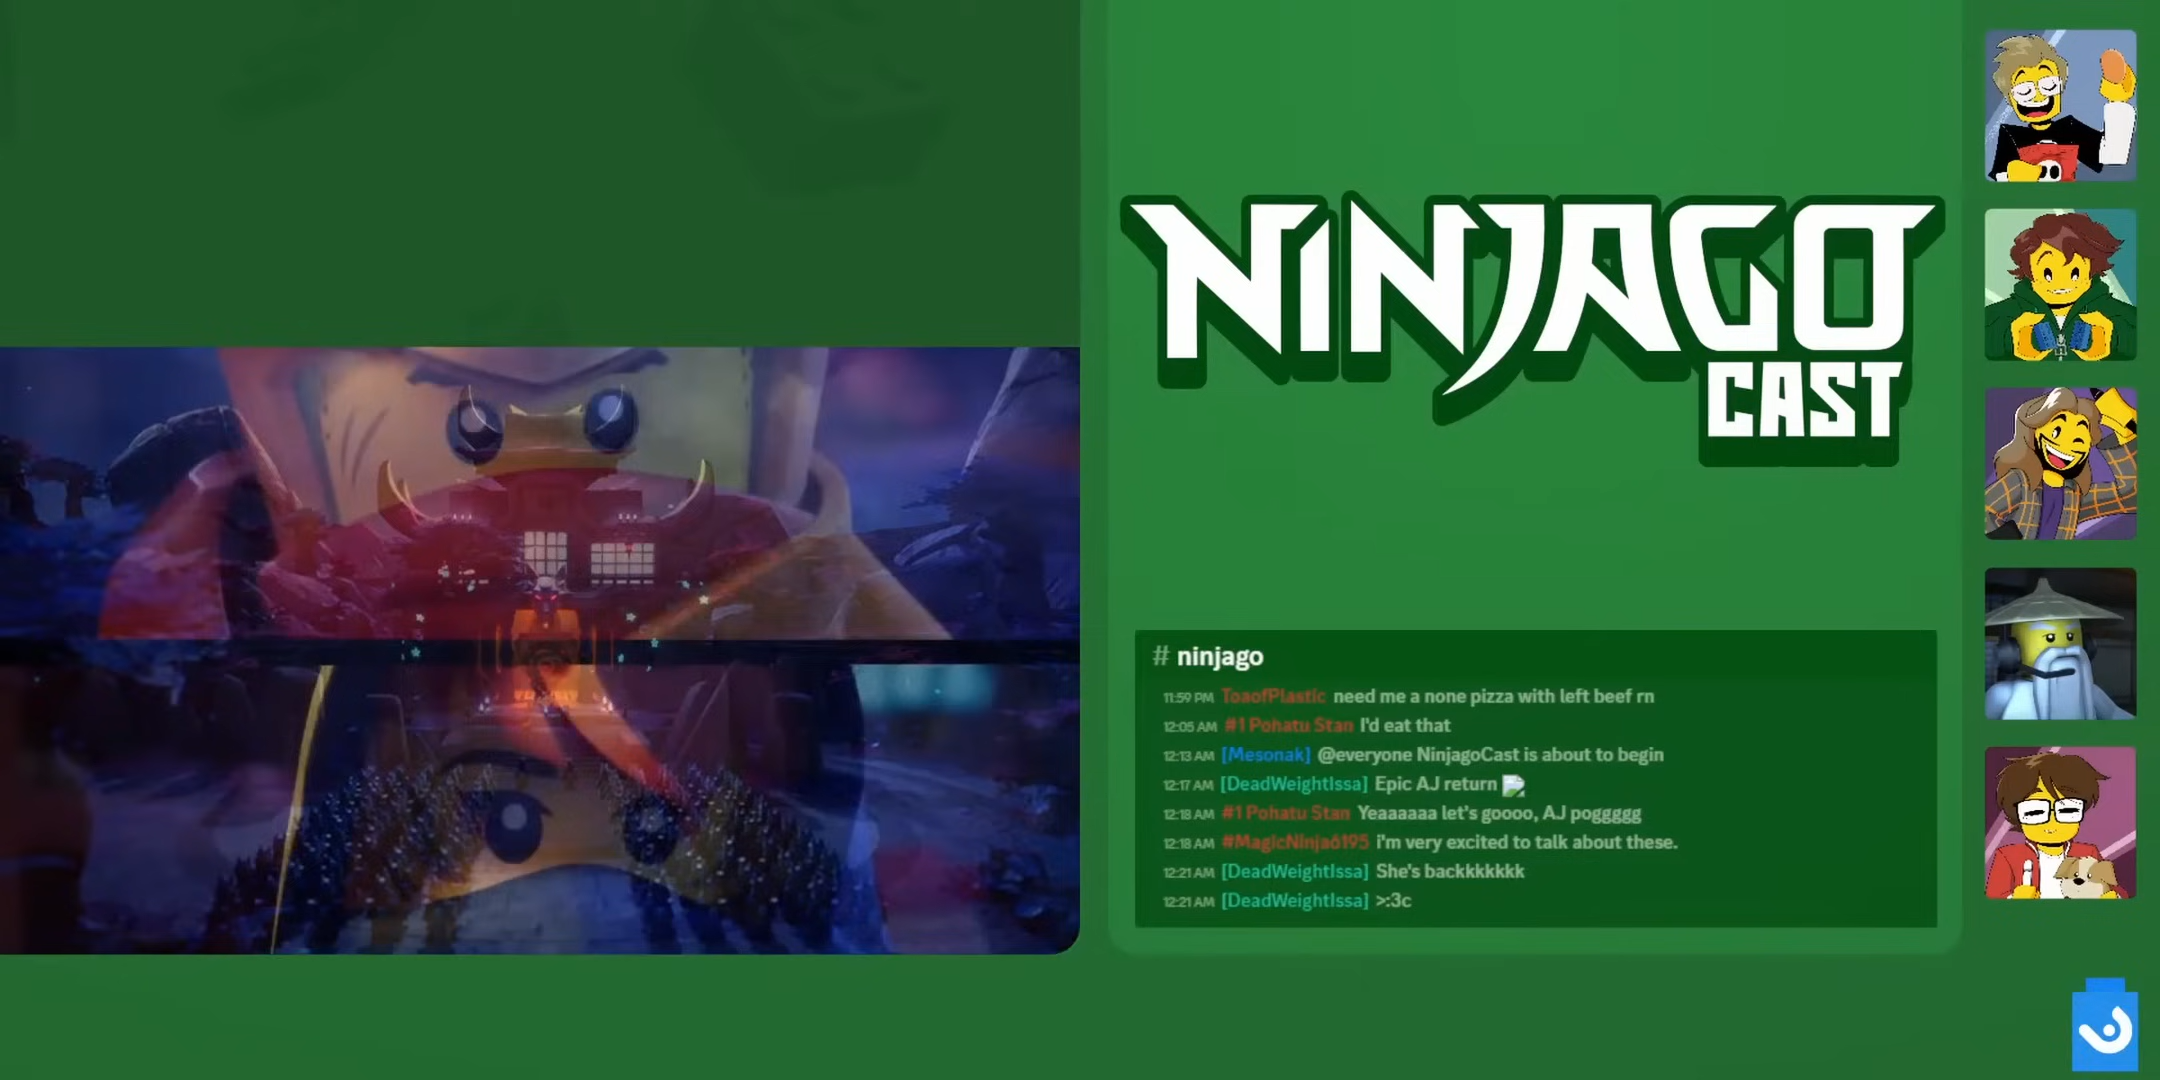 NINJAGO
CAST
# ninjago
11:59 PM ToaofPlastic need me a none pizza with left beef rn
12:05 AM #1 Pohatu Stan I'd eat that
12:13 AM [Mesonak] @everyone NinjagoCast is about to begin
12:17 AM [DeadWeightIssa] Epic AJ return
12:18 AM #1 Pohatu Stan Yeaaaaaa let's goooo, AJ poggggg
12:18 AM #MagicNinja6195 i'm very excited to talk about these.
12:21 AM [DeadWeightIssa] She's backkkkkkk
12:21 AM [DeadWeightIssa] >:3c